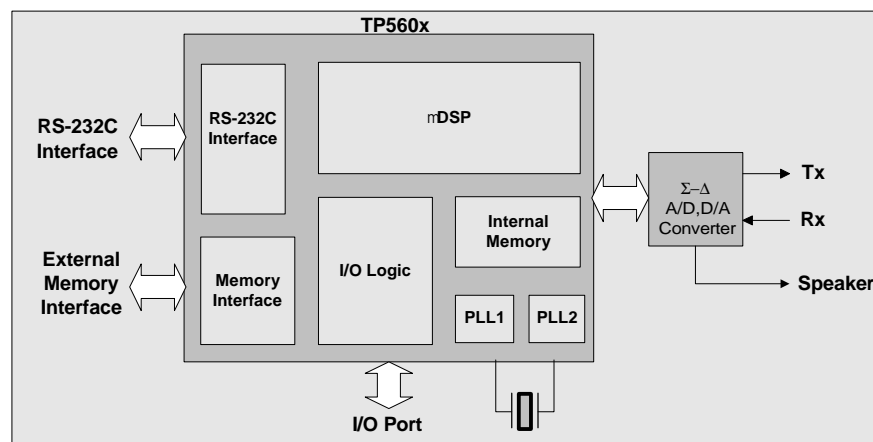 TP560x
RS-232C
Interface
RS-232C
Interface
mDSP
Σ–Δ
A/D,D/A
Converter
Tx
Rx
Speaker
External
Memory
Interface
Memory
Interface
I/O Logic
Internal
Memory
PLL1
PLL2
I/O Port